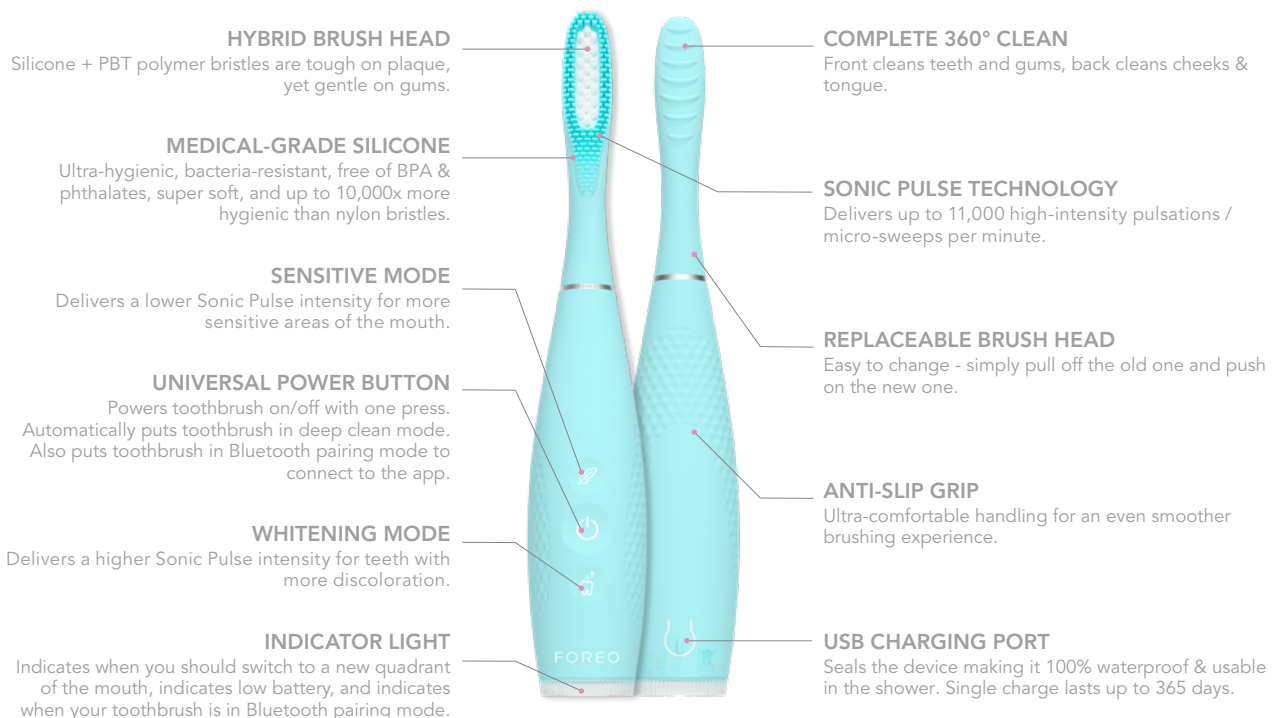 HYBRID BRUSH HEAD
Silicone + PBT polymer bristles are tough on plaque,
yet gentle on gums.
MEDICAL-GRADE SILICONE
Ultra-hygienic, bacteria-resistant, free of BPA &
phthalates, super soft, and up to 10,000x more
hygienic than nylon bristles.
SENSITIVE MODE
Delivers a lower Sonic Pulse intensity for more
sensitive areas of the mouth.
UNIVERSAL POWER BUTTON
Powers toothbrush on/off with one press.
Automatically puts toothbrush in deep clean mode.
Also puts toothbrush in Bluetooth pairing mode to
connect to the app.
WHITENING MODE
Delivers a higher Sonic Pulse intensity for teeth with
more discoloration.
INDICATOR LIGHT
Indicates when you should switch to a new quadrant
of the mouth, indicates low battery, and indicates
when your toothbrush is in Bluetooth pairing mode.
FOREO
COMPLETE 360° CLEAN
Front cleans teeth and gums, back cleans cheeks &
tongue.
SONIC PULSE TECHNOLOGY
Delivers up to 11,000 high-intensity pulsations /
micro-sweeps per minute.
REPLACEABLE BRUSH HEAD
Easy to change - simply pull off the old one and push
on the new one.
ANTI-SLIP GRIP
Ultra-comfortable handling for an even smoother
brushing experience.
USB CHARGING PORT
Seals the device making it 100% waterproof & usable
in the shower. Single charge lasts up to 365 days.